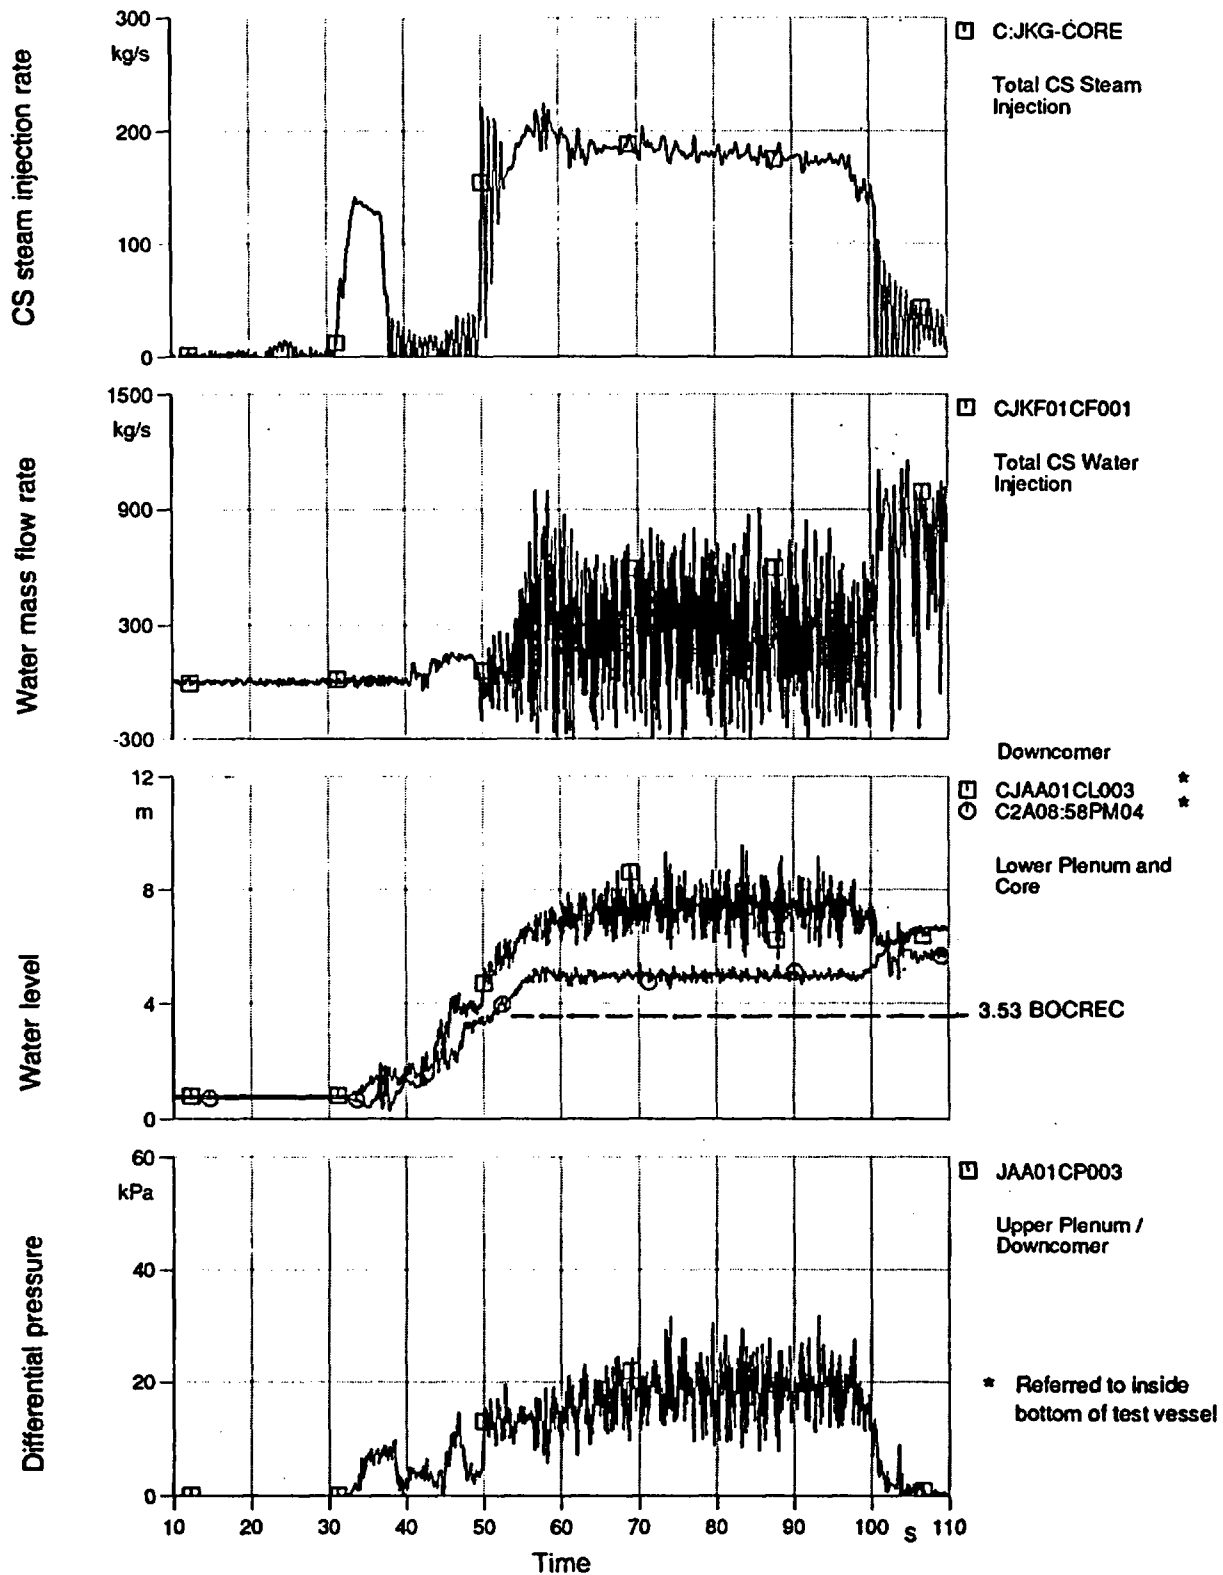 CS steam injection rate
300
kg/s
200
100
0
C:JKG-CORE
Total CS Steam
Injection
Water mass flow rate
1500
kg/s
900
300
-300
CJKF01CF001
Total CS Water
Injection
Water level
12
m
8
4
0
Downcomer
CJAA01CL003 *
C2A08:58PM04 *
Lower Plenum and
Core
3.53 BOCREC
Differential pressure
60
kPa
40
20
0
JAA01CP003
Upper Plenum /
Downcomer
* Referred to inside
bottom of test vessel
10 20 30 40 50 60 70 80 90 100 s 110
Time